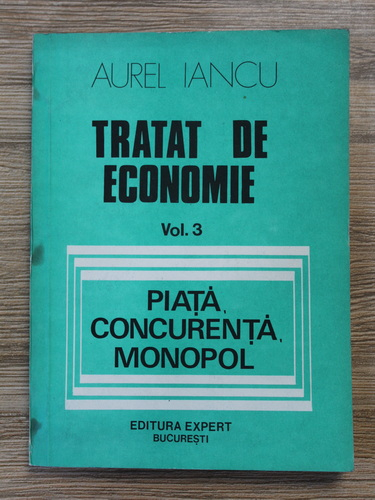 AUREL IANCU
TRATAT DE
ECONOMIE
Vol. 3
PIAȚĂ,
CONCURENȚĂ,
MONOPOL
EDITURA EXPERT
BUCUREȘTI